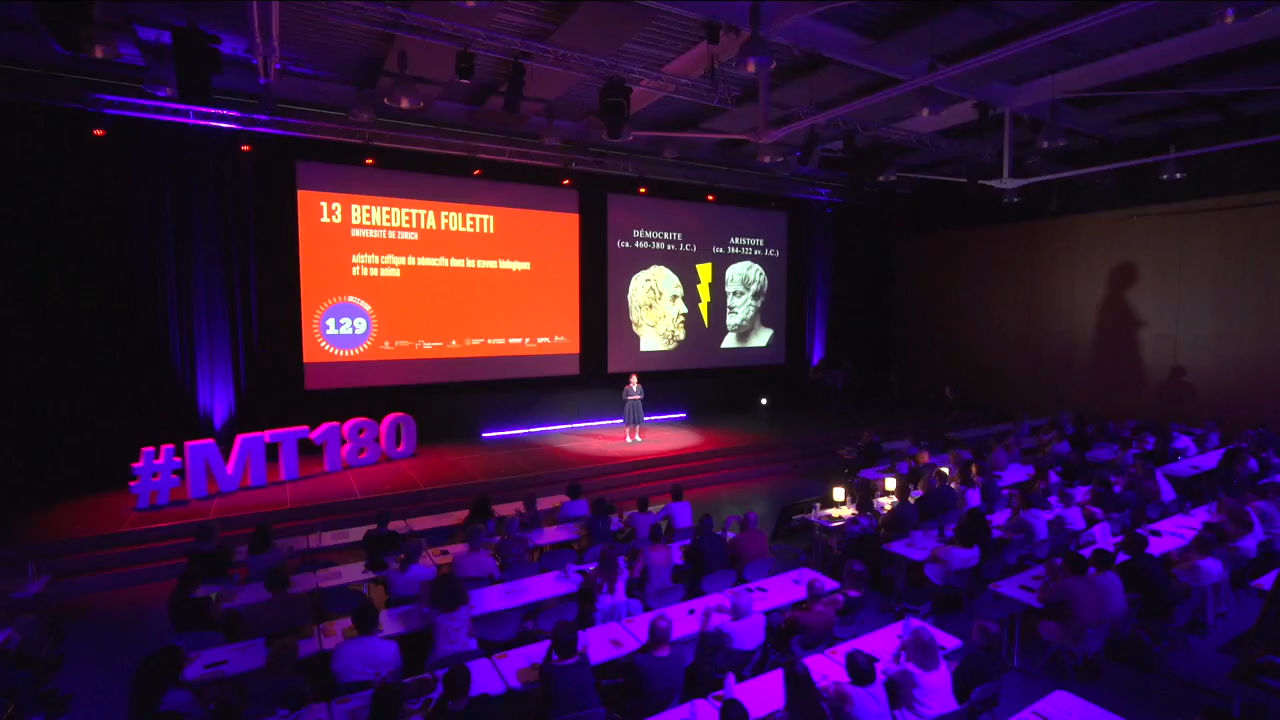 13 BENEDETTA FOLETTI
UNIVERSITÉ DE ZURICH
Aristote critique de Démocrite dans les œuvres biologiques
et le De anima
129
DÉMOCRITE
(ca. 460-380 av. J.C.)
ARISTOTE
(ca. 384-322 av. J.C.)
#MT180